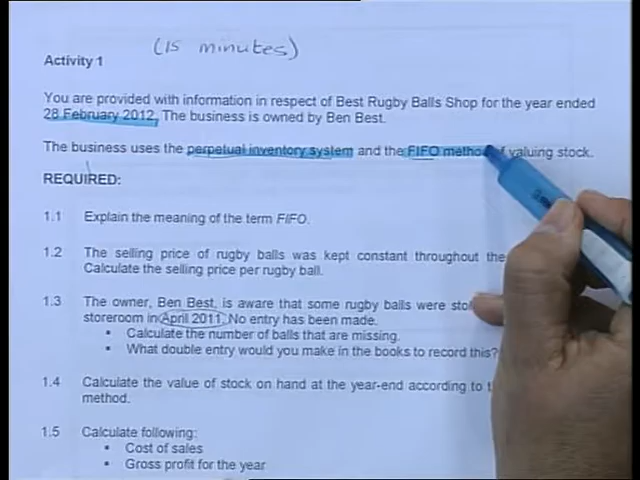 (15 minutes)
Activity 1
You are provided with information in respect of Best Rugby Balls Shop for the year ended
28 February 2012. The business is owned by Ben Best.
The business uses the perpetual inventory system and the FIFO method of valuing stock.
REQUIRED:
1.1 Explain the meaning of the term FIFO.
1.2 The selling price of rugby balls was kept constant throughout the
Calculate the selling price per rugby ball.
1.3 The owner, Ben Best, is aware that some rugby balls were
storeroom in April 2011. No entry has been made.
• Calculate the number of balls that are missing.
• What double entry would you make in the books to record this?
1.4 Calculate the value of stock on hand at the year-end according to
method.
1.5 Calculate following:
• Cost of sales
• Gross profit for the year